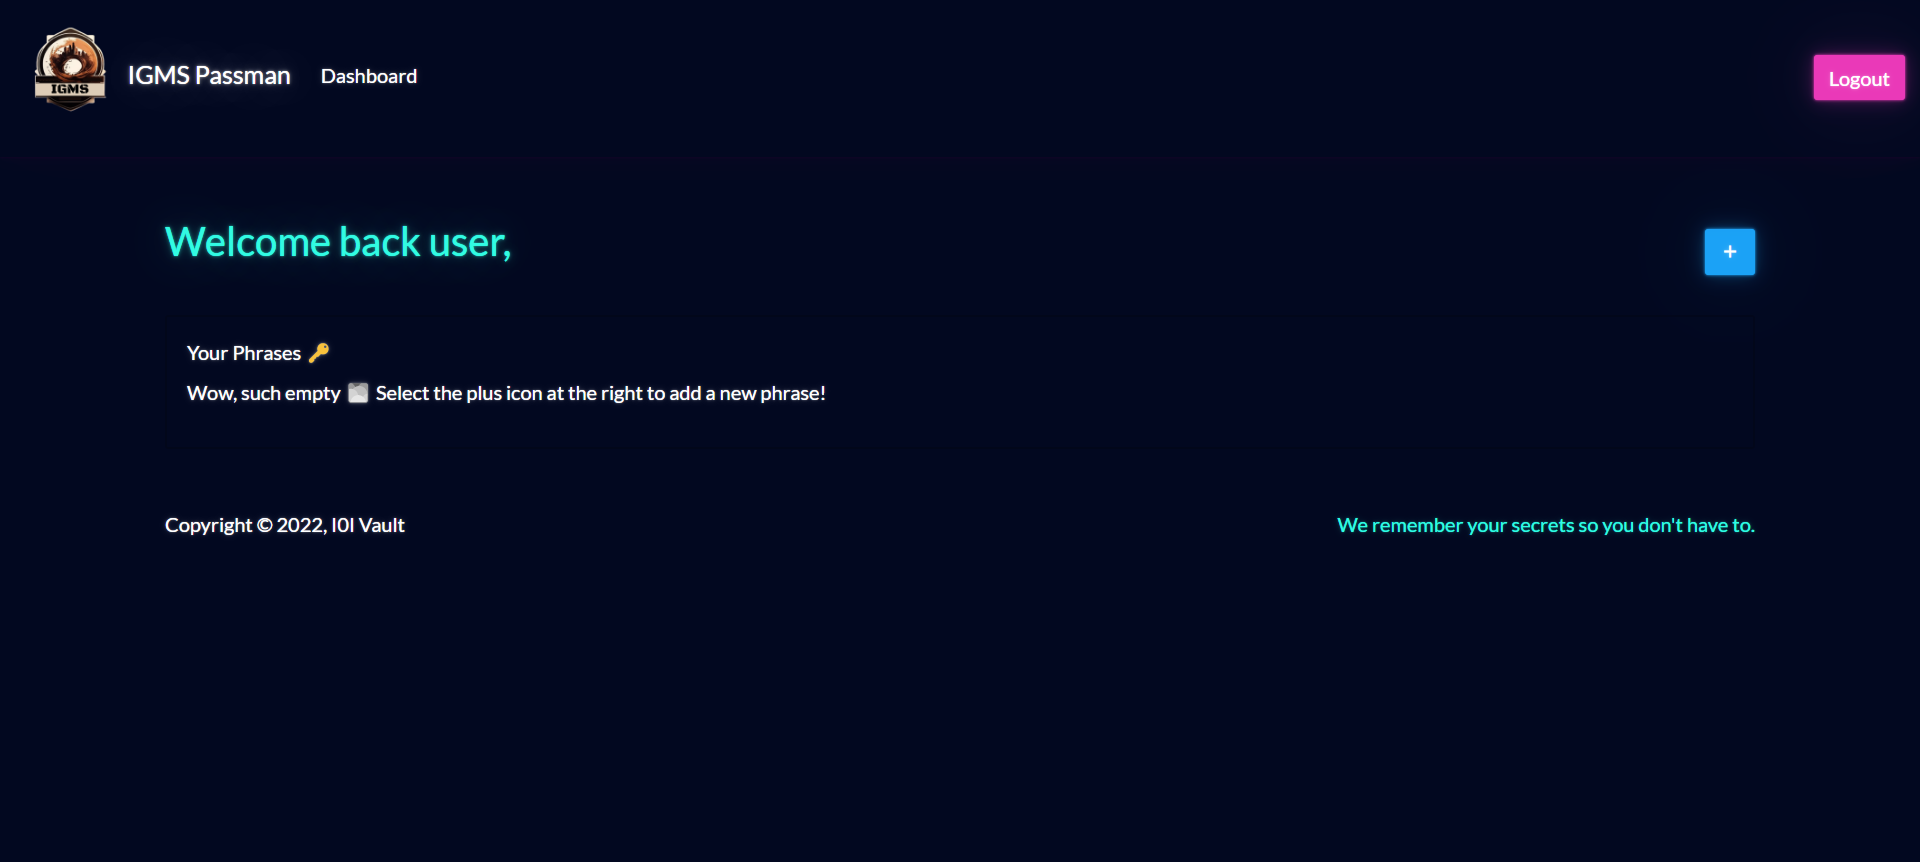 IGMS
IGMS Passman
Dashboard
Logout
Welcome back user,
+
Your Phrases 🔑
Wow, such empty Select the plus icon at the right to add a new phrase!
Copyright © 2022, I0I Vault
We remember your secrets so you don't have to.